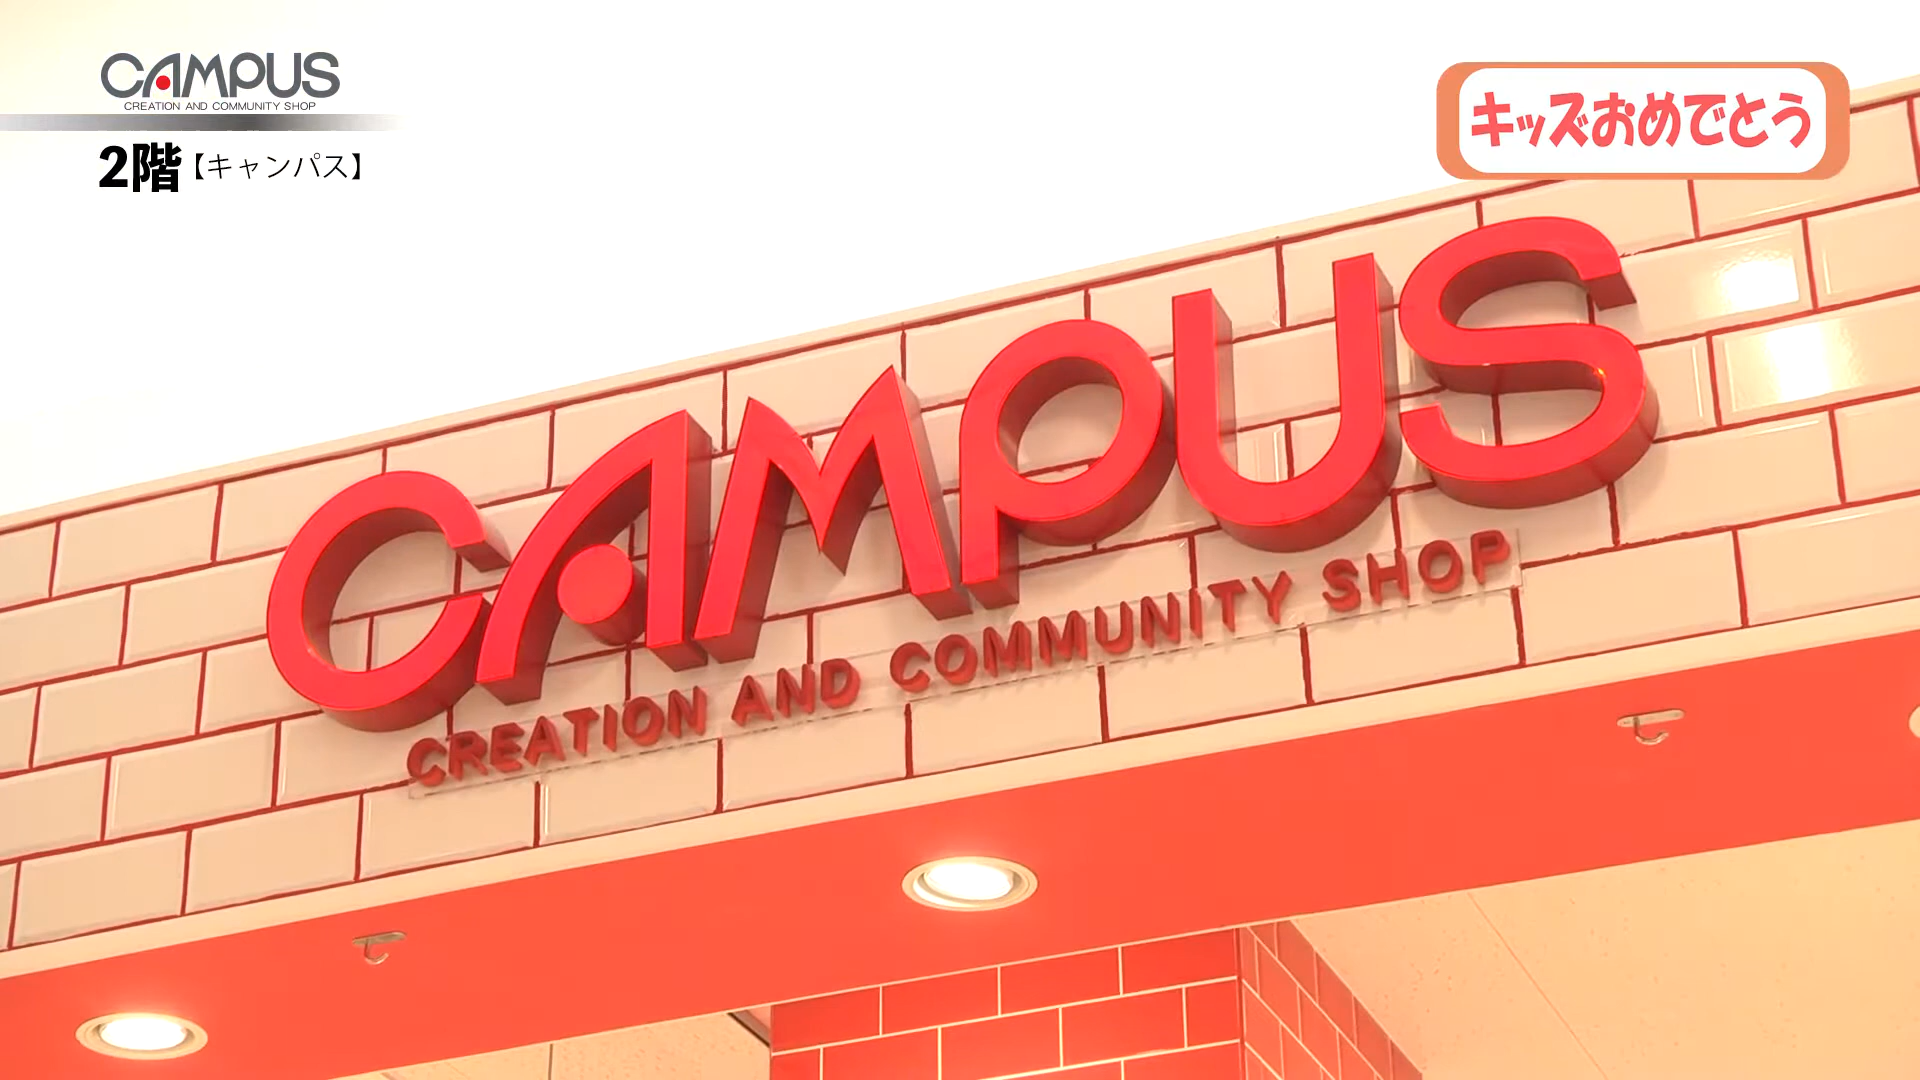 CAMPUS
CREATION AND COMMUNITY SHOP
2階【キャンパス】
キッズおめでとう
CAMPUS
CREATION AND COMMUNITY SHOP